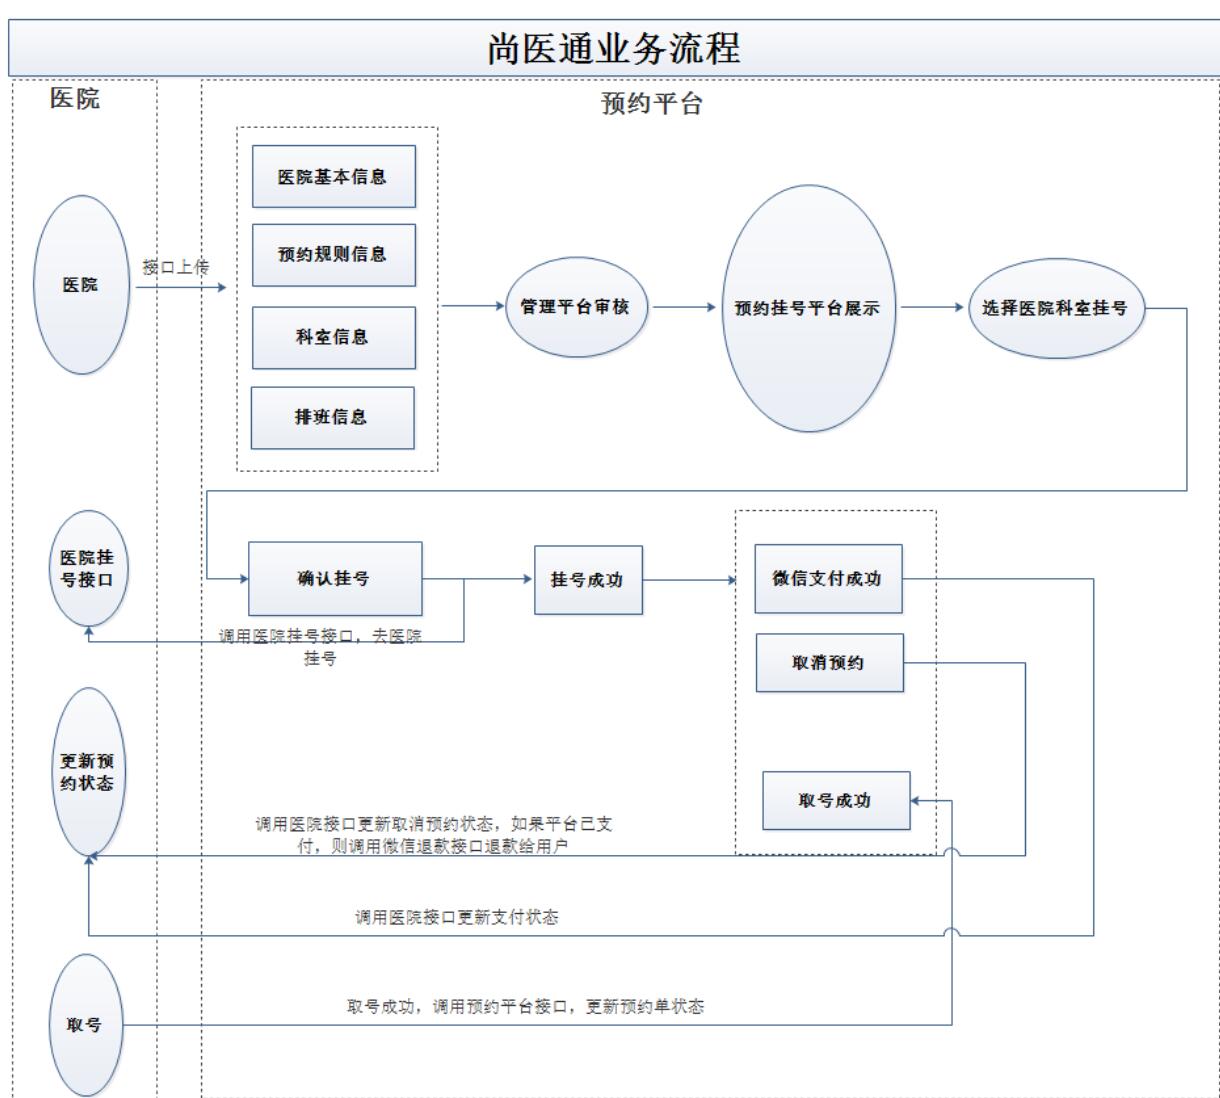 尚医通业务流程
医院
预约平台
医院基本信息
预约规则信息
科室信息
排班信息
医院
接口上传
管理平台审核
预约挂号平台展示
选择医院科室挂号
医院挂
号接口
确认挂号
挂号成功
微信支付成功
调用医院挂号接口，去医院
挂号
取消预约
更新预
约状态
取号成功
调用医院接口更新取消预约状态，如果平台已支
付，则调用微信退款接口退款给用户
调用医院接口更新支付状态
取号成功，调用预约平台接口，更新预约单状态
取号